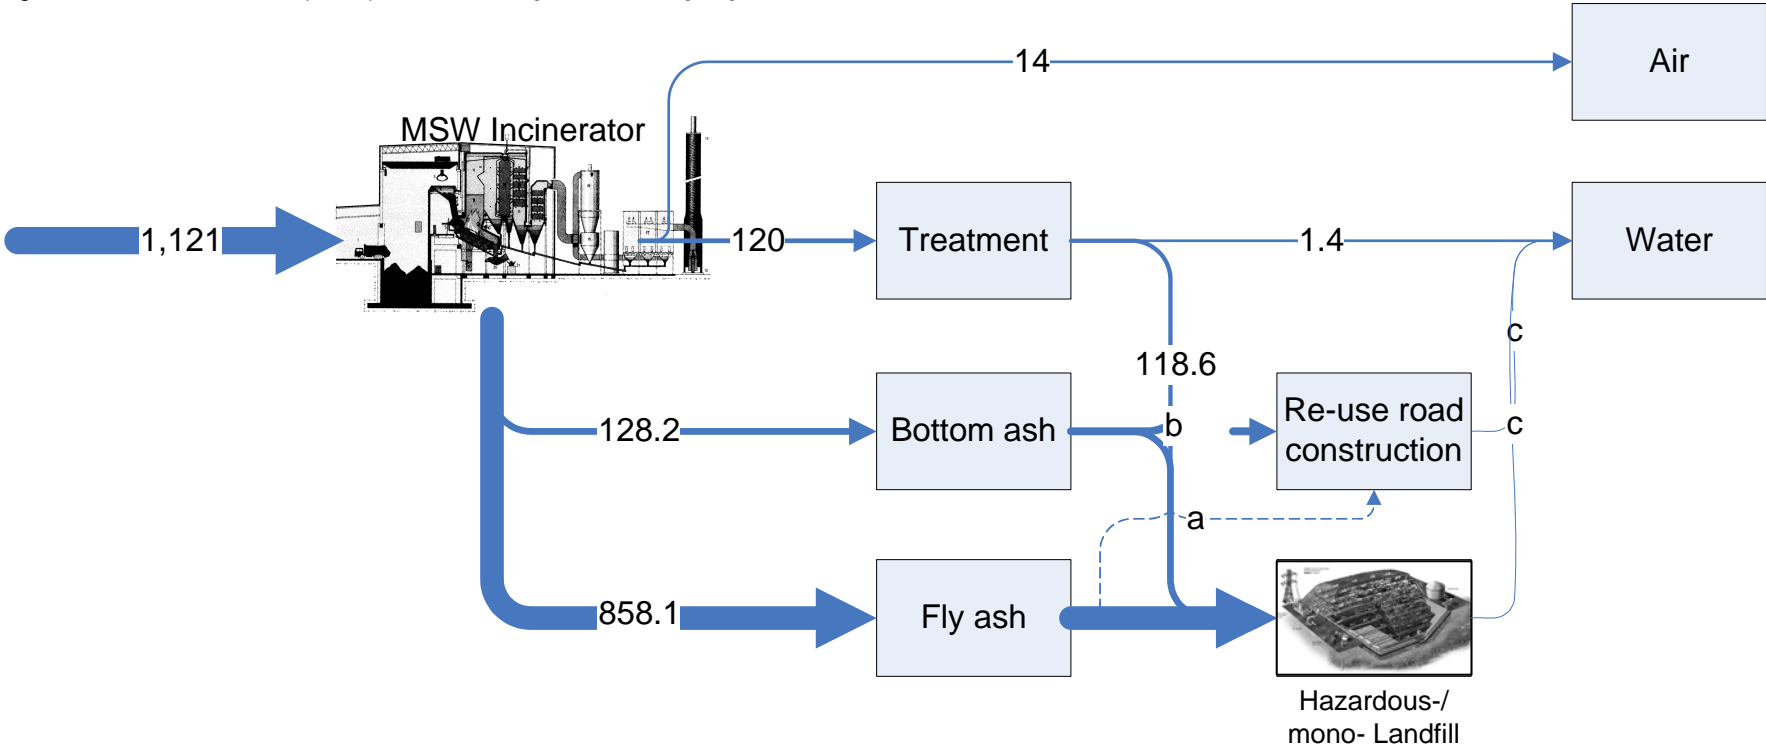 14
Air
MSW Incinerator
1,121
120
Treatment
1.4
Water
c
118.6
128.2
Bottom ash
b
Re-use road
construction
c
a
858.1
Fly ash
Hazardous-/
mono- Landfill